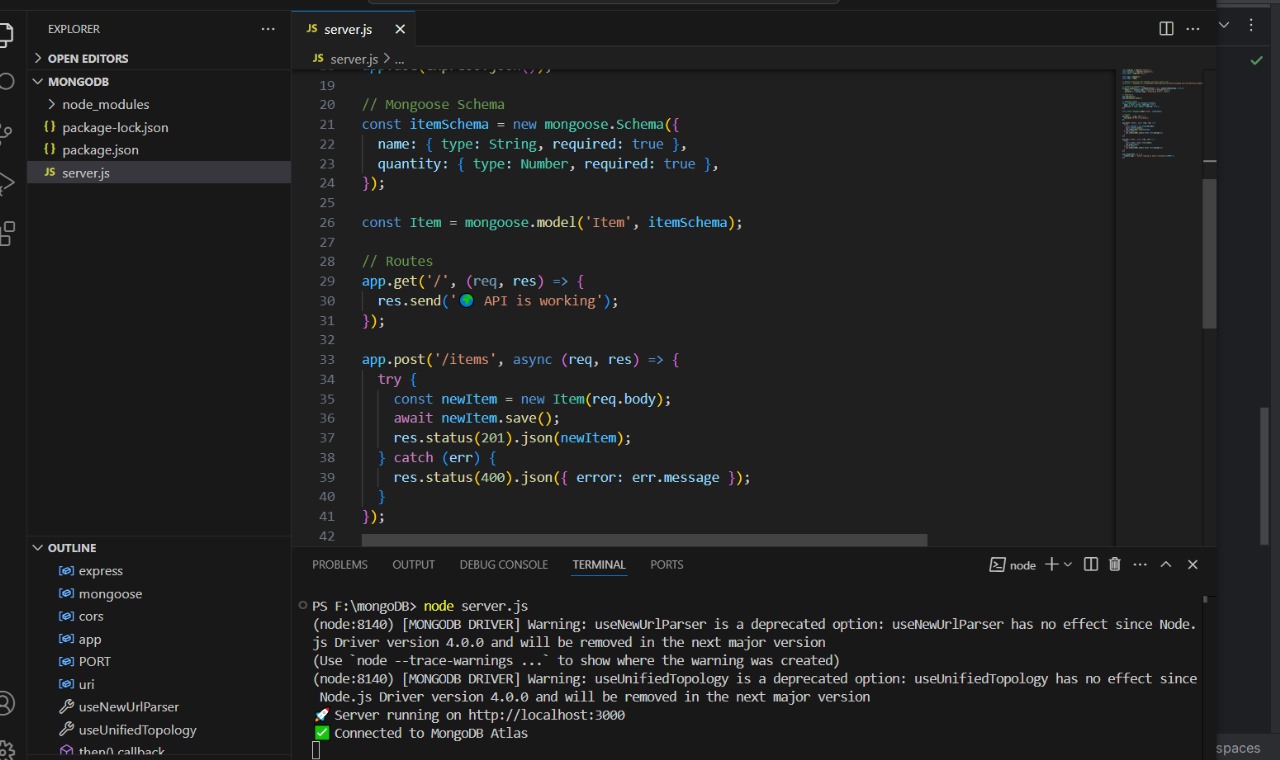 EXPLORER
OPEN EDITORS
MONGODB
node_modules
package-lock.json
package.json
JS server.js
OUTLINE
express
mongoose
cors
app
PORT
uri
useNewUrlParser
useUnifiedTopology
then() callback
JS server.js
JS server.js > ...
19
20 // Mongoose Schema
21 const itemSchema = new mongoose.Schema({
22 name: { type: String, required: true },
23 quantity: { type: Number, required: true },
24 });
25
26 const Item = mongoose.model('Item', itemSchema);
27
28 // Routes
29 app.get('/', (req, res) => {
30 res.send('🌍 API is working');
31 });
32
33 app.post('/items', async (req, res) => {
34 try {
35 const newItem = new Item(req.body);
36 await newItem.save();
37 res.status(201).json(newItem);
38 } catch (err) {
39 res.status(400).json({ error: err.message });
40 }
41 });
42
PROBLEMS OUTPUT DEBUG CONSOLE TERMINAL PORTS node
PS F:\mongoDB> node server.js
(node:8140) [MONGODB DRIVER] Warning: useNewUrlParser is a deprecated option: useNewUrlParser has no effect since Node.
js Driver version 4.0.0 and will be removed in the next major version
(Use `node --trace-warnings ...` to show where the warning was created)
(node:8140) [MONGODB DRIVER] Warning: useUnifiedTopology is a deprecated option: useUnifiedTopology has no effect since
Node.js Driver version 4.0.0 and will be removed in the next major version
🚀 Server running on http://localhost:3000
✅ Connected to MongoDB Atlas
spaces